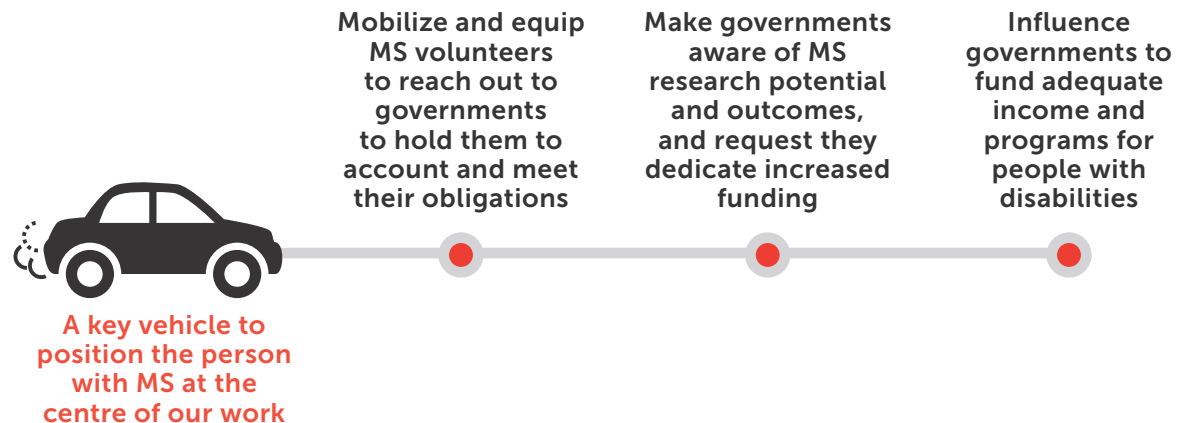 Mobilize and equip
MS volunteers
to reach out to
governments
to hold them to
account and meet
their obligations
Make governments
aware of MS
research potential
and outcomes,
and request they
dedicate increased
funding
Influence
governments to
fund adequate
income and
programs for
people with
disabilities
A key vehicle to
position the person
with MS at the
centre of our work